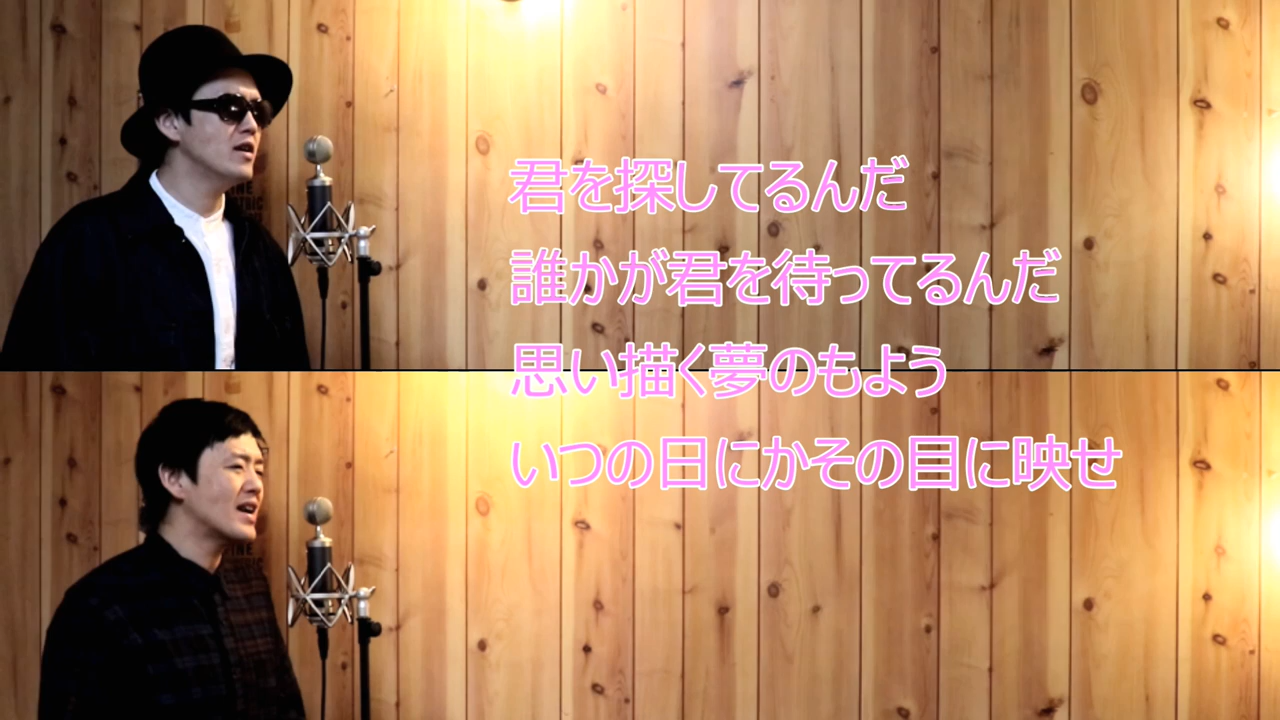 君を探してるんだ
誰かが君を待ってるんだ
思い描く夢のもよう
いつの日にかその目に映せ